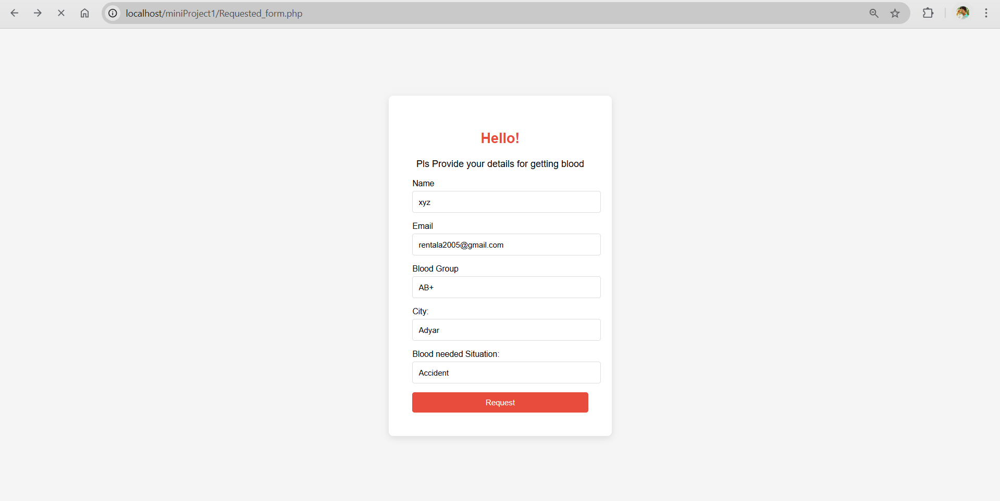 localhost/miniProject1/Requested_form.php
Hello!
Pls Provide your details for getting blood
Name
xyz
Email
rentala2005@gmail.com
Blood Group
AB+
City:
Adyar
Blood needed Situation:
Accident
Request